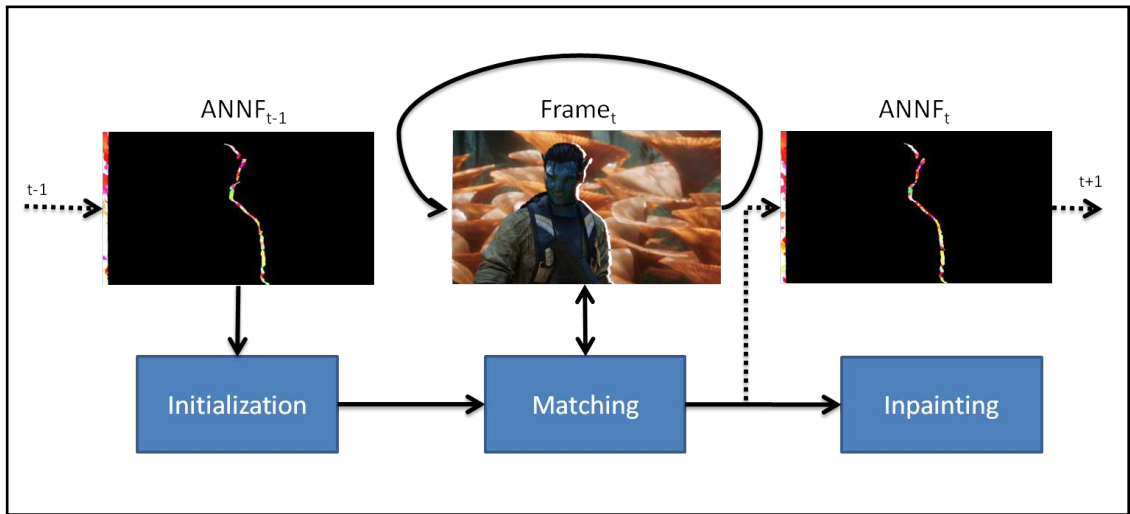 ANNFt-1
Framet
ANNFt
t-1
t+1
Initialization
Matching
Inpainting